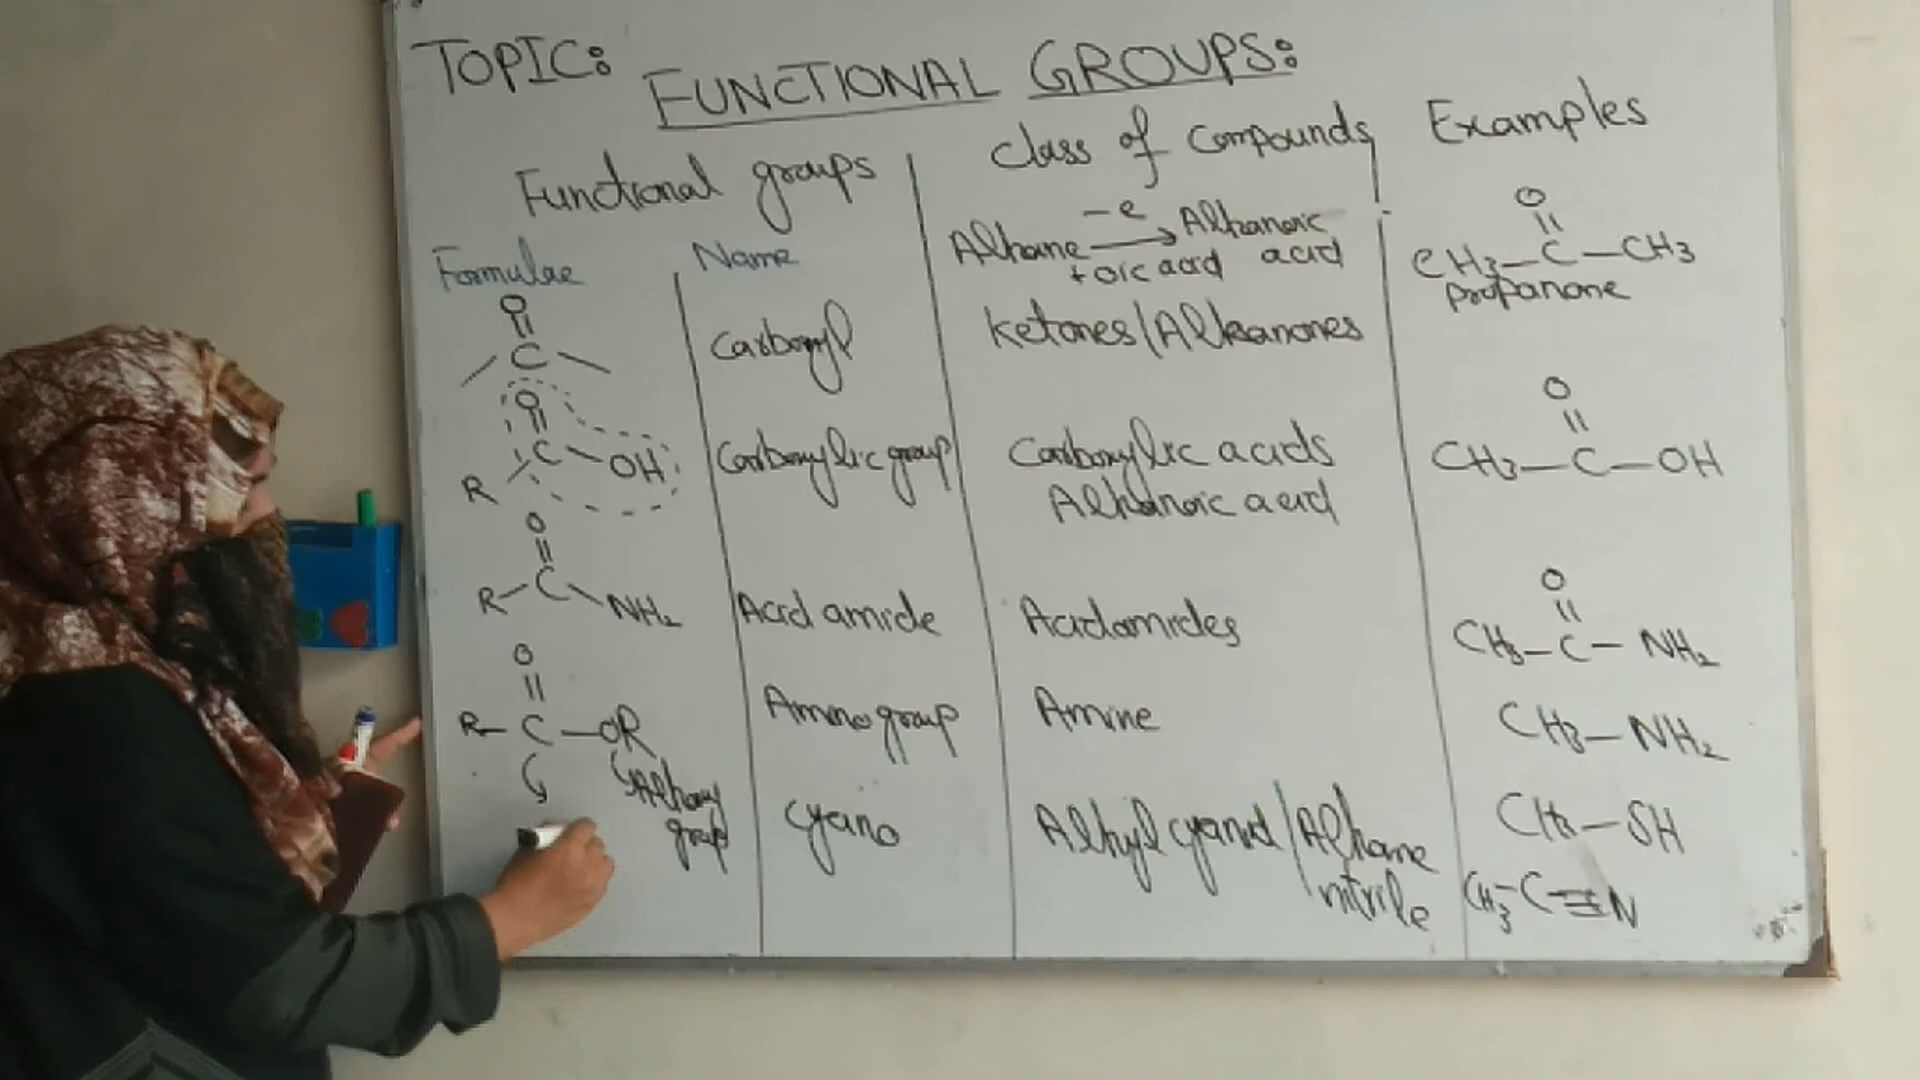 TOPIC:
FUNCTIONAL GROUPS:
Functional groups
Class of Compounds
Examples
Formulae
Name
Alkane —e→ Alkanoic acid
+ oic acid
O
||
CH3—C—CH3
Propanone
O
||
C
Carbonyl
Ketones/Alkanones
O
||
R C OH
Carboxylic group
Carboxylic acids
Alkanoic acid
O
||
CH3—C—OH
O
||
R—C NH2
Acid amide
Acidamides
O
||
CH3—C—NH2
O
||
R—C—OR
Alkoxy
group
Amino group
Amine
CH3—NH2
Cyano
Alkyl cyanid/Alkane
nitrile
CH3—SH
CH3—C≡N